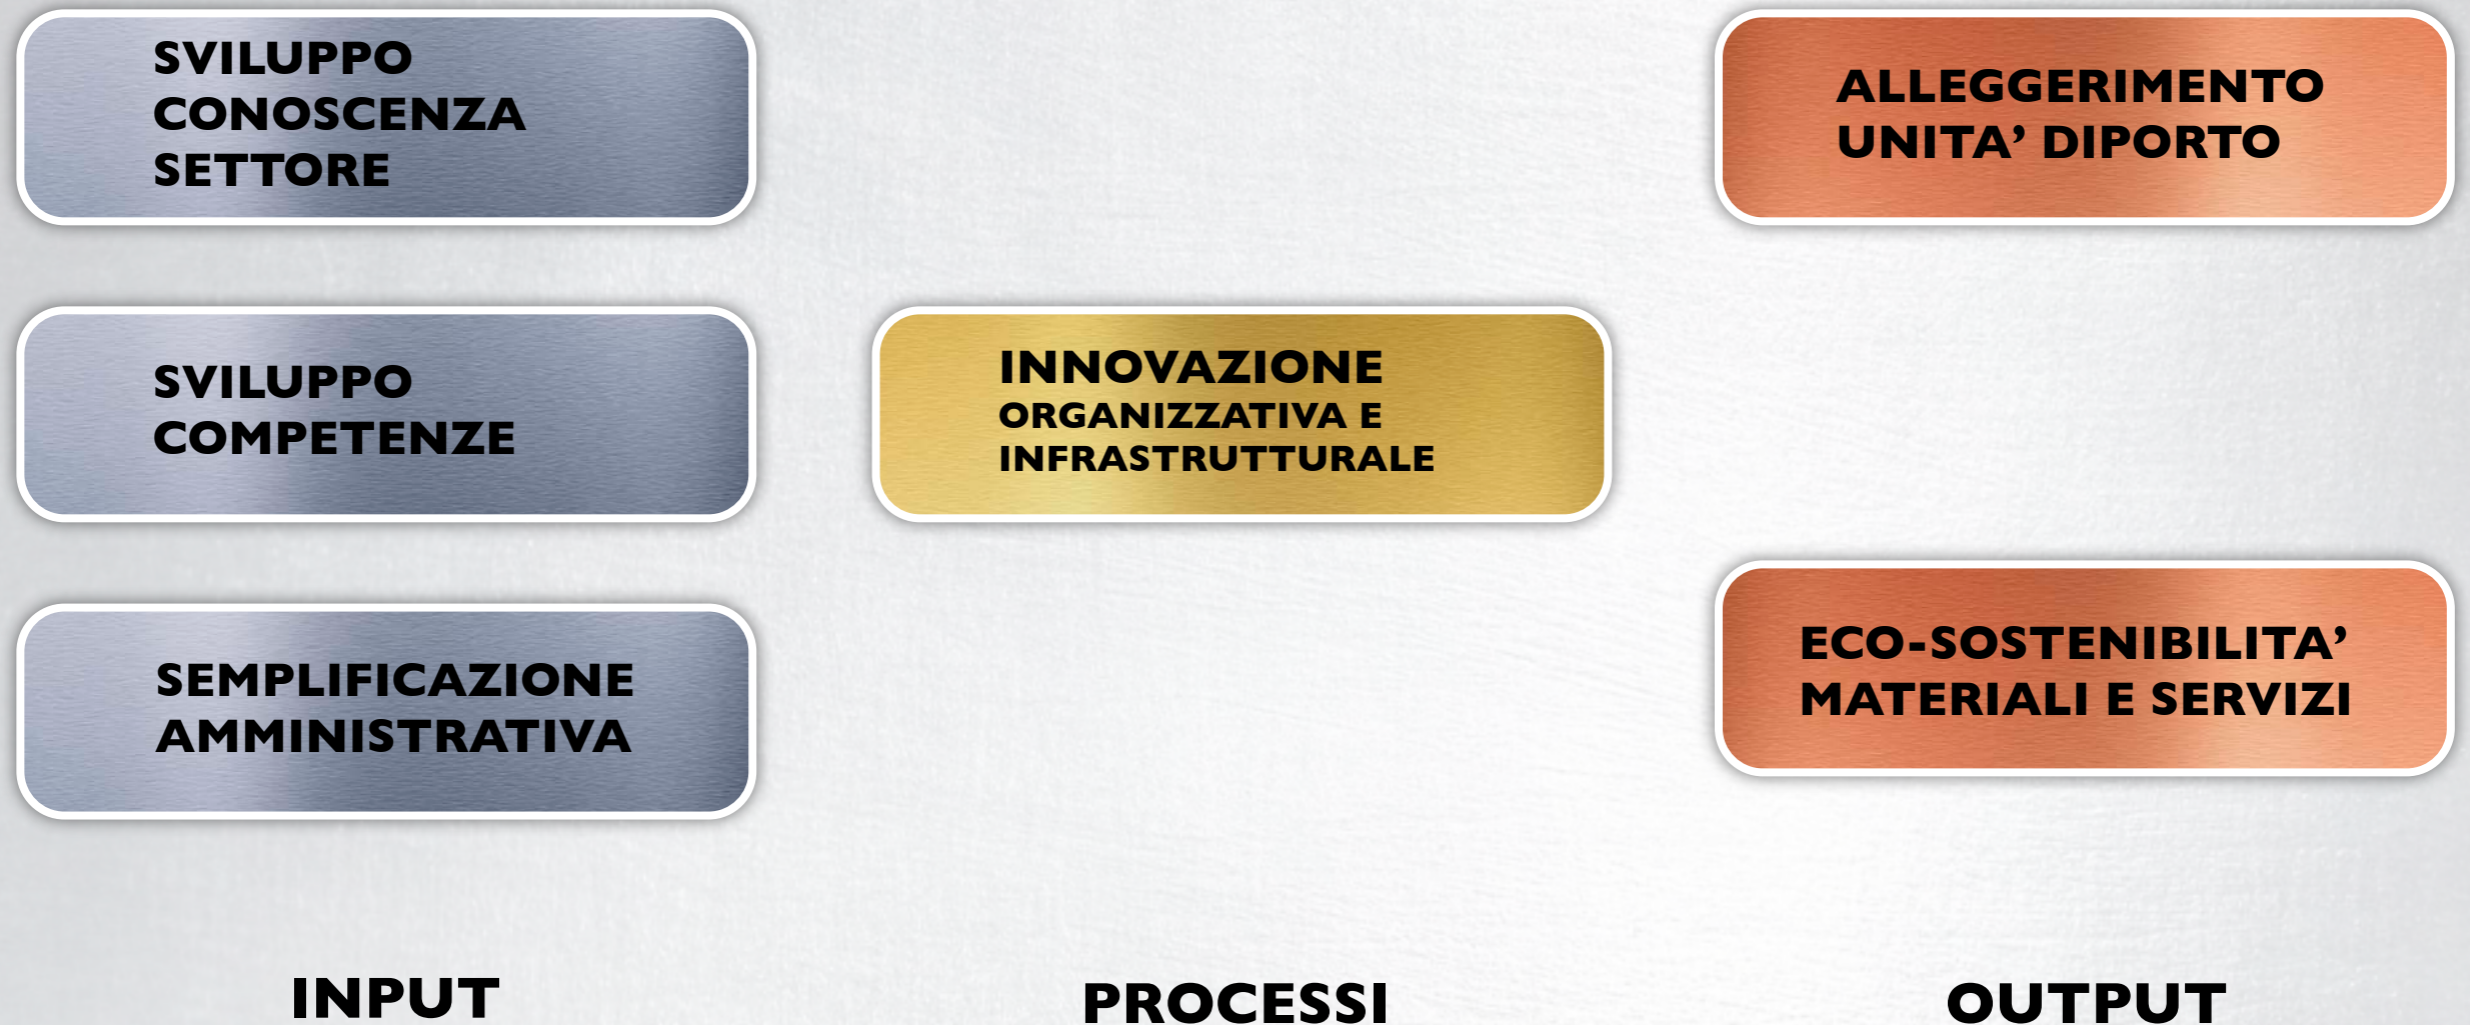 SVILUPPO
CONOSCENZA
SETTORE
ALLEGGERIMENTO
UNITA’ DIPORTO
SVILUPPO
COMPETENZE
INNOVAZIONE
ORGANIZZATIVA E
INFRASTRUTTURALE
ECO-SOSTENIBILITA’
MATERIALI E SERVIZI
SEMPLIFICAZIONE
AMMINISTRATIVA
INPUT
PROCESSI
OUTPUT